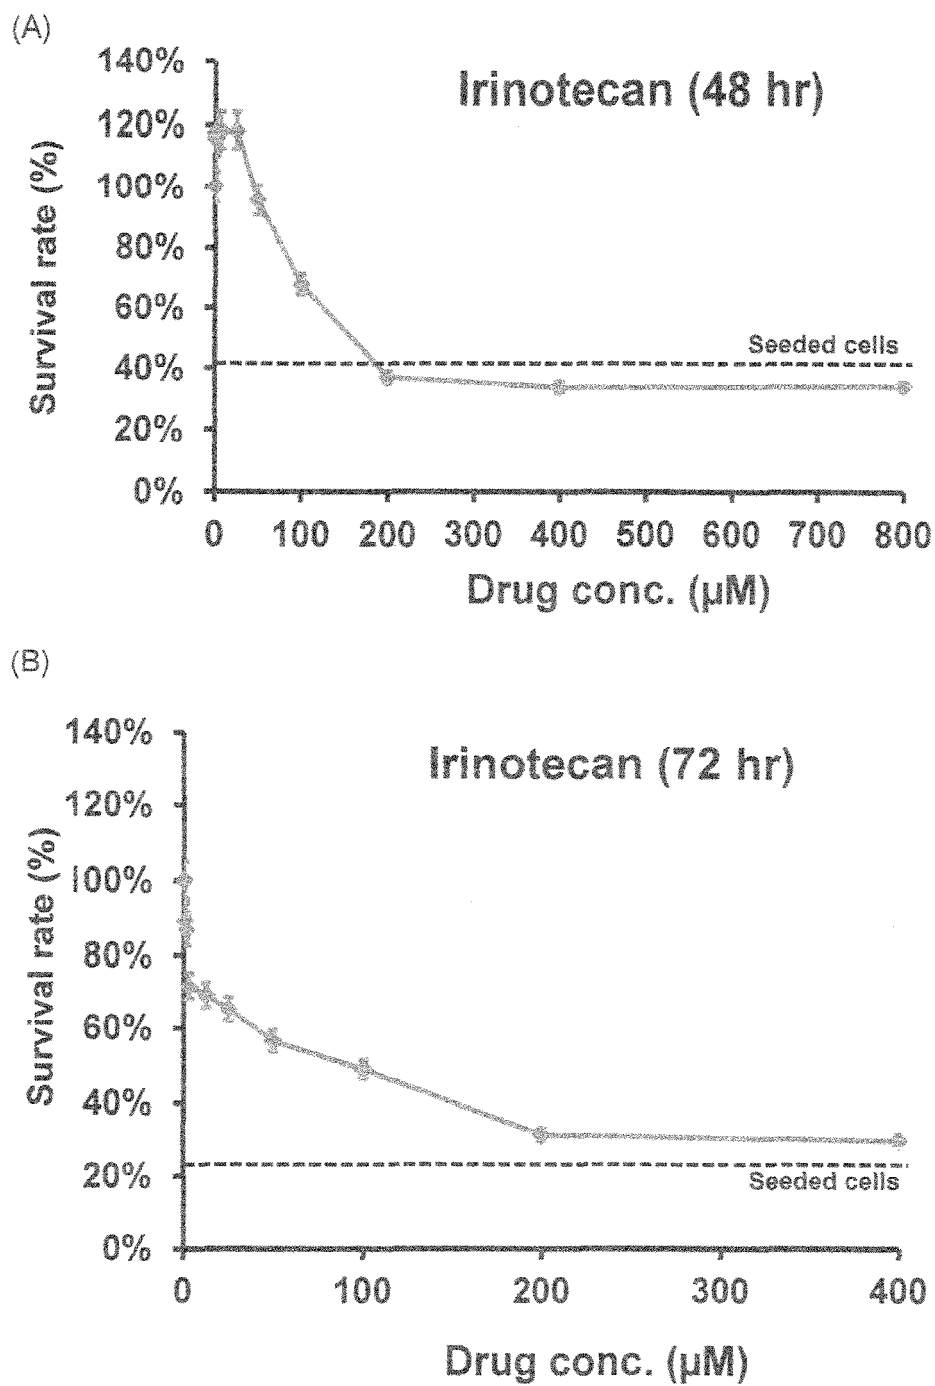 (A)
Irinotecan (48 hr)
Survival rate (%)
140%
120%
100%
80%
60%
40%
20%
0%
Seeded cells
0 100 200 300 400 500 600 700 800
Drug conc. (µM)
(B)
Irinotecan (72 hr)
Survival rate (%)
140%
120%
100%
80%
60%
40%
20%
0%
Seeded cells
0 100 200 300 400
Drug conc. (µM)